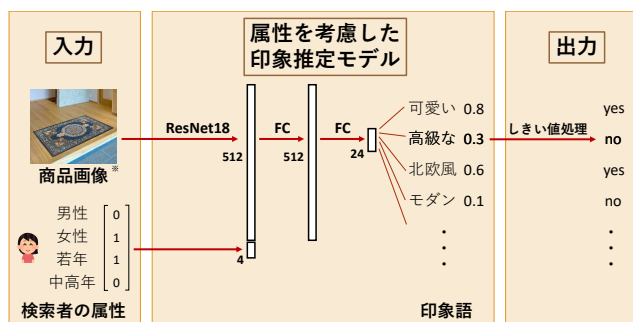 入力
属性を考慮した
印象推定モデル
出力
ResNet18
FC
FC
512
512
24
4
商品画像※
男性 0
女性 1
若年 1
中高年 0
検索者の属性
可愛い 0.8
高級な 0.3
北欧風 0.6
モダン 0.1
・
・
・
印象語
しきい値処理
yes
no
yes
no
・
・
・